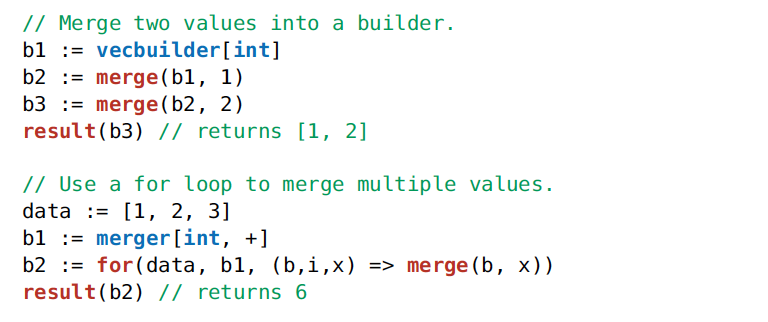 // Merge two values into a builder.
b1 := vecbuilder[int]
b2 := merge(b1, 1)
b3 := merge(b2, 2)
result(b3) // returns [1, 2]
// Use a for loop to merge multiple values.
data := [1, 2, 3]
b1 := merger[int, +]
b2 := for(data, b1, (b,i,x) => merge(b, x))
result(b2) // returns 6